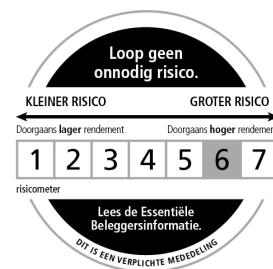 Loop geen
onnodig risico.
KLEINER RISICO GROTER RISICO
Doorgaans lager rendement Doorgaans hoger rendement
1 2 3 4 5 6 7
risicometer
Lees de Essentiële
Beleggersinformatie.
DIT IS EEN VERPLICHTE MEDEDELING